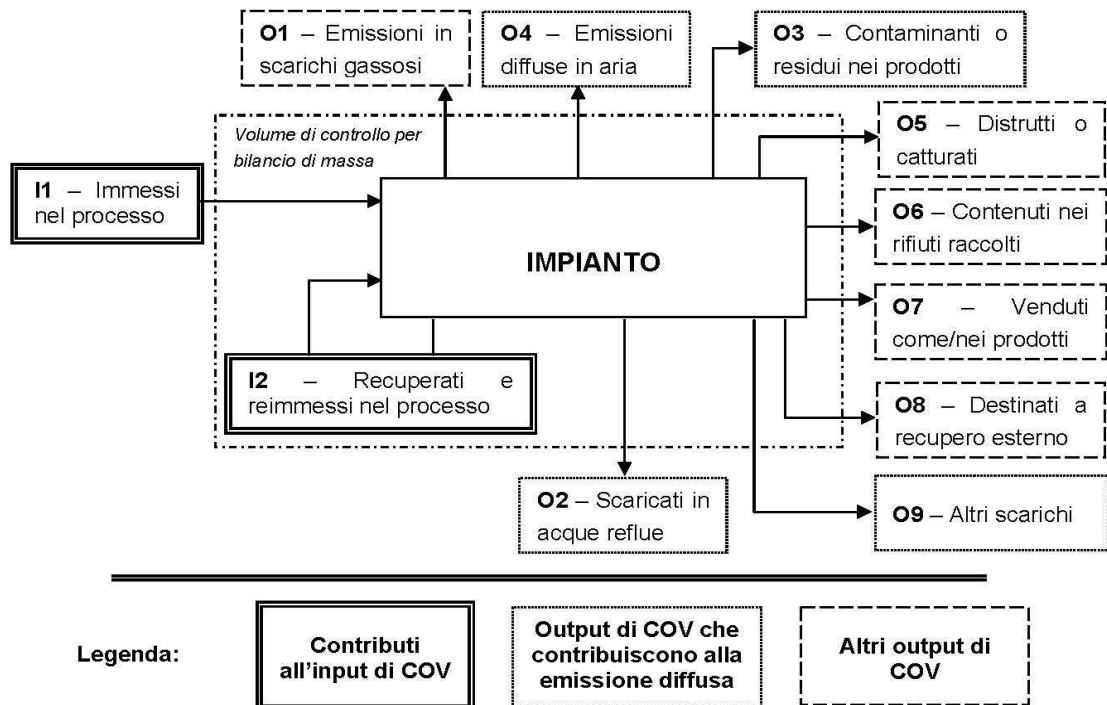 O1 – Emissioni in
scarichi gassosi
O4 – Emissioni
diffuse in aria
O3 – Contaminanti o
residui nei prodotti
Volume di controllo per
bilancio di massa
O5 – Distrutti o
catturati
I1 – Immessi
nel processo
O6 – Contenuti nei
rifiuti raccolti
IMPIANTO
O7 – Venduti
come/nei prodotti
I2 – Recuperati e
reimmessi nel processo
O8 – Destinati a
recupero esterno
O2 – Scaricati in
acque reflue
O9 – Altri scarichi
Legenda:
Contributi
all'input di COV
Output di COV che
contribuiscono alla
emissione diffusa
Altri output di
COV